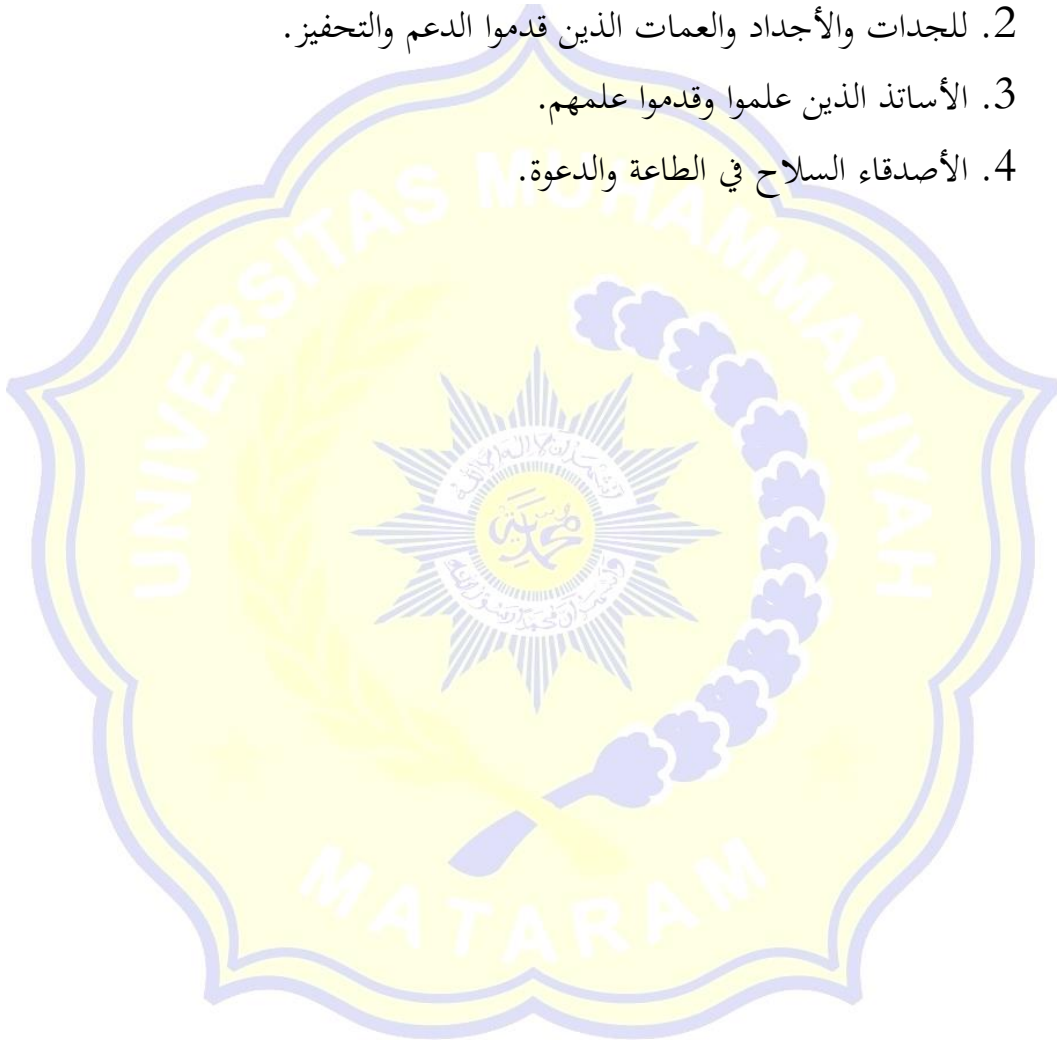 2. للجدات والأجداد والعمات الذين قدموا الدعم والتحفيز.
3. الأساتذ الذين علموا وقدموا علمهم.
4. الأصدقاء السلاح في الطاعة والدعوة.
UNIVERSITAS MUHAMMADIYAH
MATARAM